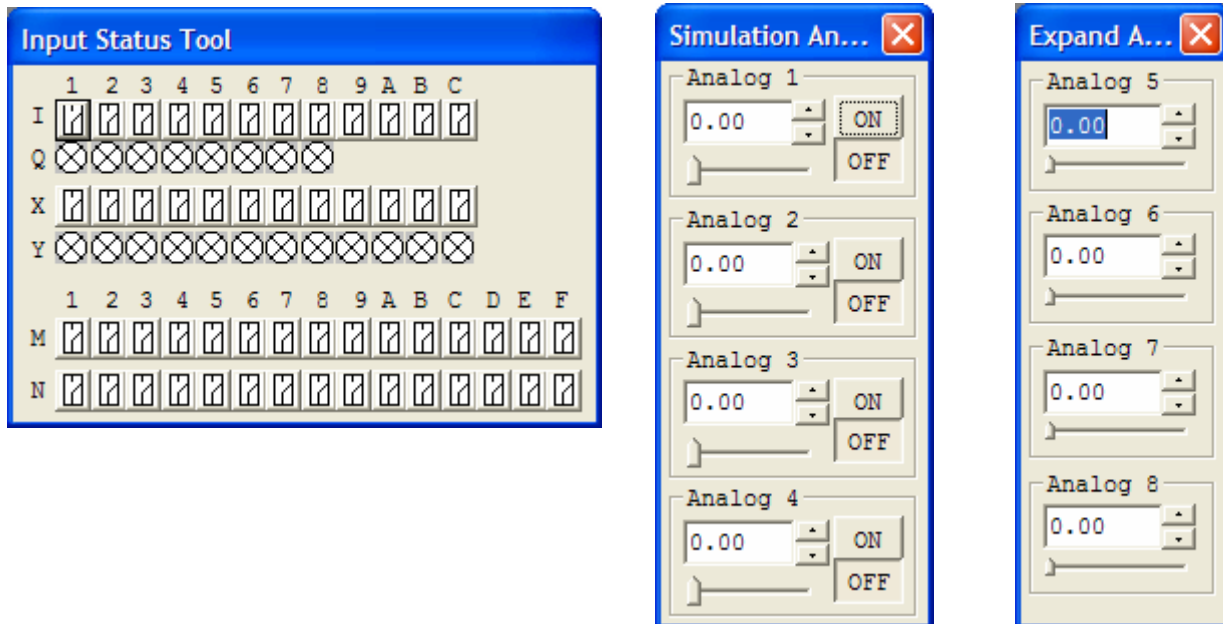 Input Status Tool
1 2 3 4 5 6 7 8 9 A B C
I
Q
X
Y
1 2 3 4 5 6 7 8 9 A B C D E F
M
N
Simulation An...
Analog 1
0.00
ON
OFF
Analog 2
0.00
ON
OFF
Analog 3
0.00
ON
OFF
Analog 4
0.00
ON
OFF
Expand A...
Analog 5
0.00
Analog 6
0.00
Analog 7
0.00
Analog 8
0.00